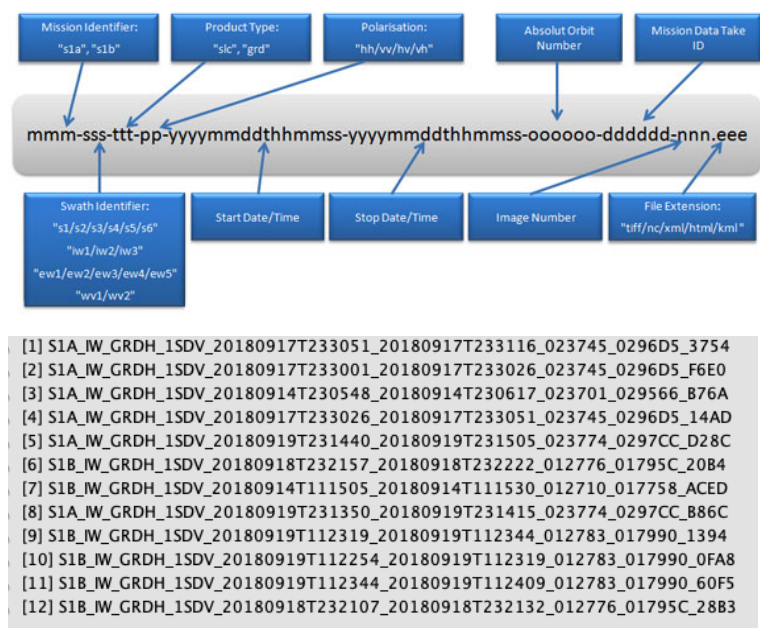 Mission Identifier:
"s1a", "s1b"
Product Type:
"slc", "grd"
Polarisation:
"hh/vv/hv/vh"
Absolut Orbit
Number
Mission Data Take
ID
mmm-sss-ttt-pp-yyyymmddthhmmss-yyyymmddthhmmss-oooooo-dddddd-nnn.eee
Swath Identifier:
"s1/s2/s3/s4/s5/s6"
"iw1/iw2/iw3"
"ew1/ew2/ew3/ew4/ew5"
"wv1/wv2"
Start Date/Time
Stop Date/Time
Image Number
File Extension:
"tiff/nc/xml/html/kml"
[1] S1A_IW_GRDH_1SDV_20180917T233051_20180917T233116_023745_0296D5_3754
[2] S1A_IW_GRDH_1SDV_20180917T233001_20180917T233026_023745_0296D5_F6E0
[3] S1A_IW_GRDH_1SDV_20180914T230548_20180914T230617_023701_029566_B76A
[4] S1A_IW_GRDH_1SDV_20180917T233026_20180917T233051_023745_0296D5_14AD
[5] S1A_IW_GRDH_1SDV_20180919T231440_20180919T231505_023774_0297CC_D28C
[6] S1B_IW_GRDH_1SDV_20180918T232157_20180918T232222_012776_01795C_20B4
[7] S1B_IW_GRDH_1SDV_20180914T111505_20180914T111530_012710_017758_ACED
[8] S1A_IW_GRDH_1SDV_20180919T231350_20180919T231415_023774_0297CC_B86C
[9] S1B_IW_GRDH_1SDV_20180919T112319_20180919T112344_012783_017990_1394
[10] S1B_IW_GRDH_1SDV_20180919T112254_20180919T112319_012783_017990_0FA8
[11] S1B_IW_GRDH_1SDV_20180919T112344_20180919T112409_012783_017990_60F5
[12] S1B_IW_GRDH_1SDV_20180918T232107_20180918T232132_012776_01795C_28B3